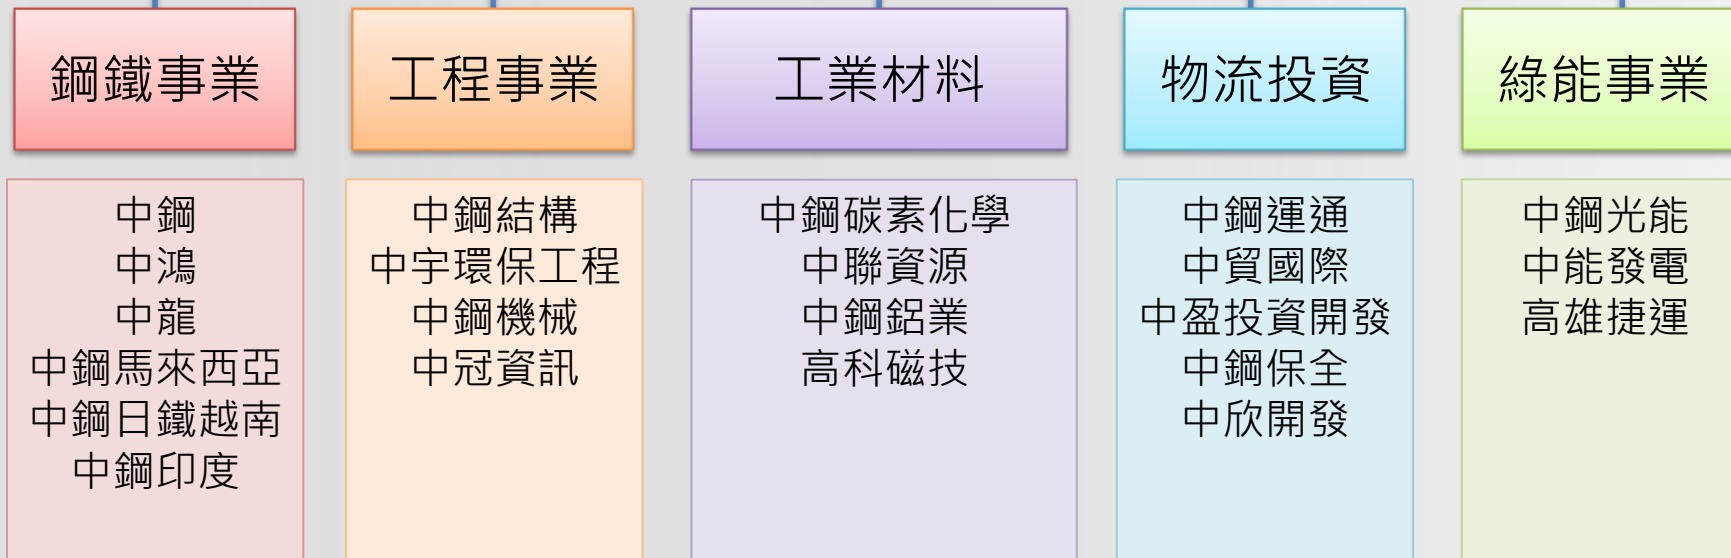 鋼鐵事業
中鋼
中鴻
中龍
中鋼馬來西亞
中鋼日鐵越南
中鋼印度
工程事業
中鋼結構
中宇環保工程
中鋼機械
中冠資訊
工業材料
中鋼碳素化學
中聯資源
中鋼鋁業
高科磁技
物流投資
中鋼運通
中貿國際
中盈投資開發
中鋼保全
中欣開發
綠能事業
中鋼光能
中能發電
高雄捷運